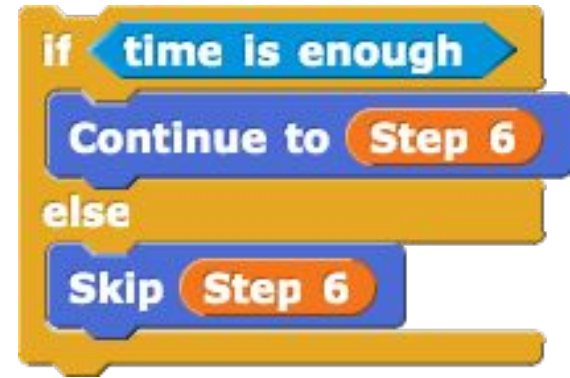 if time is enough
Continue to Step 6
else
Skip Step 6